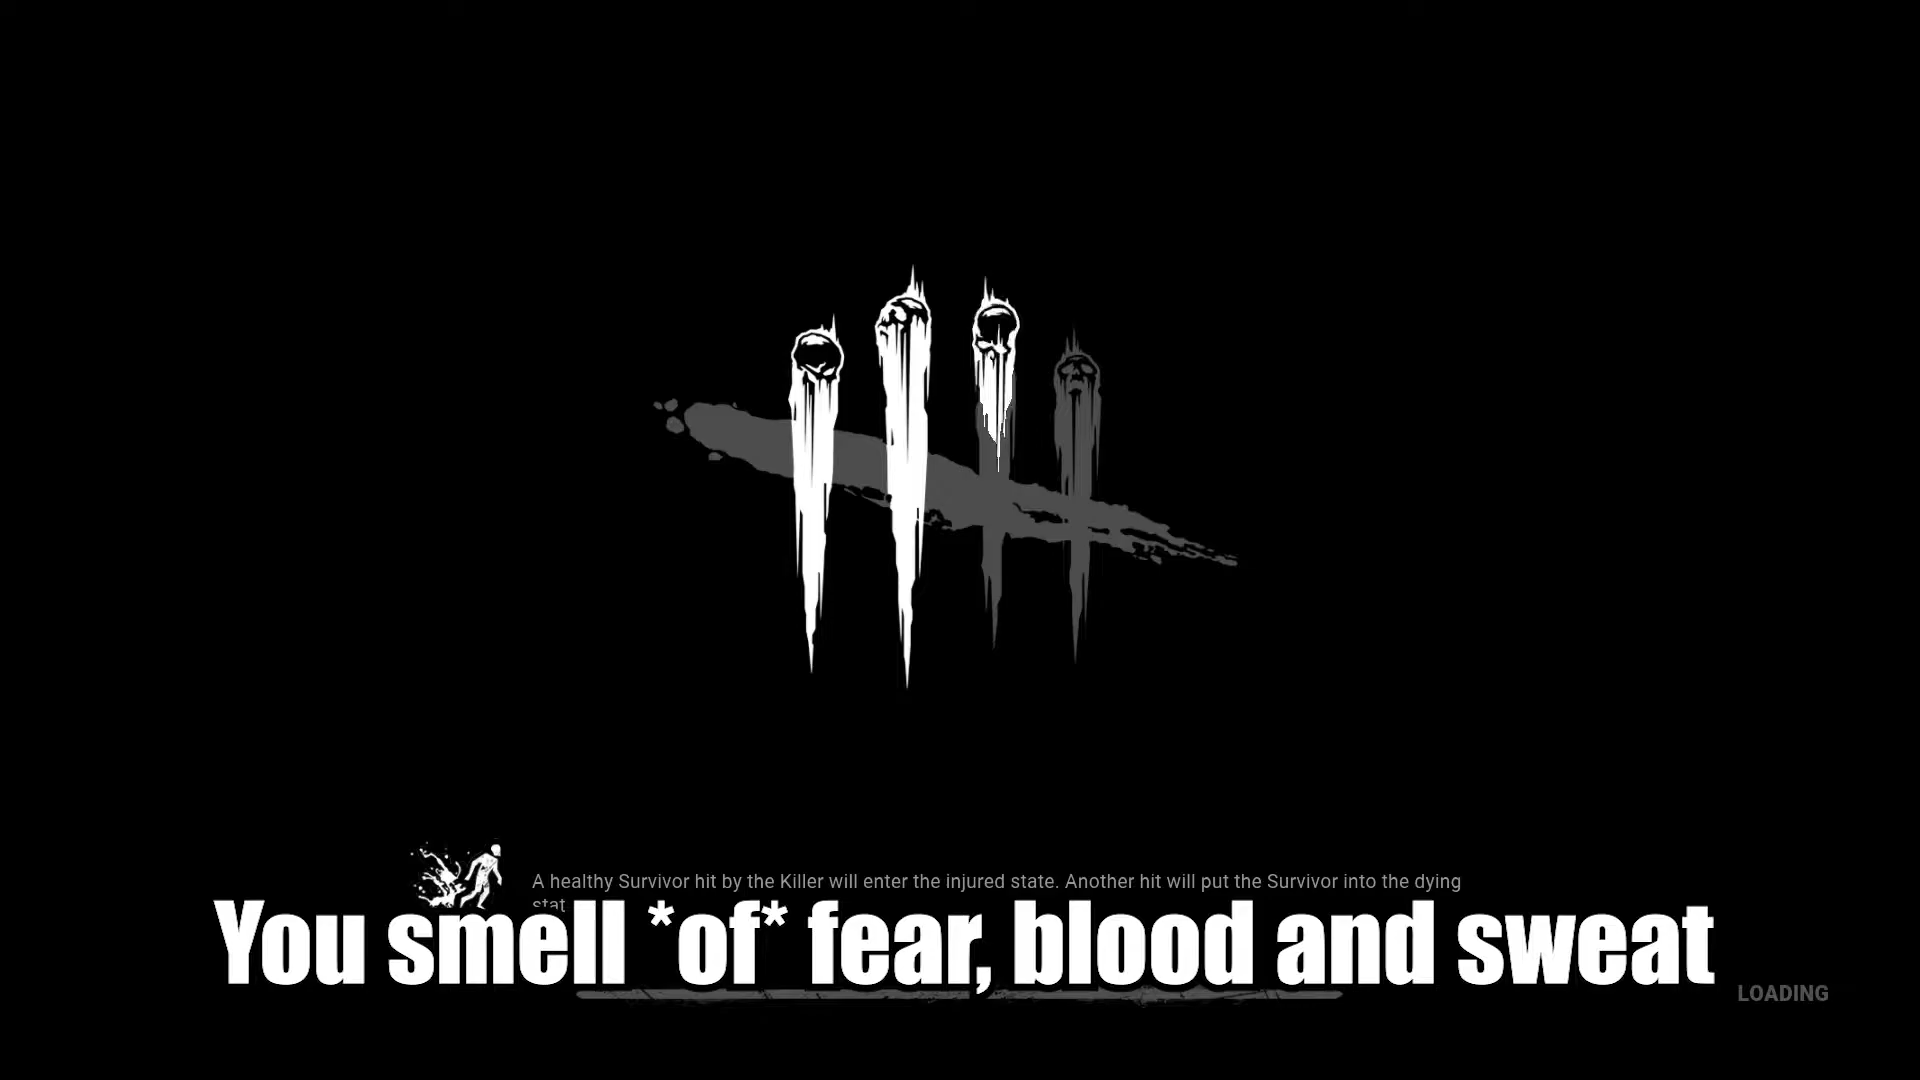 A healthy Survivor hit by the Killer will enter the injured state. Another hit will put the Survivor into the dying
stat
You smell *of* fear, blood and sweat
LOADING